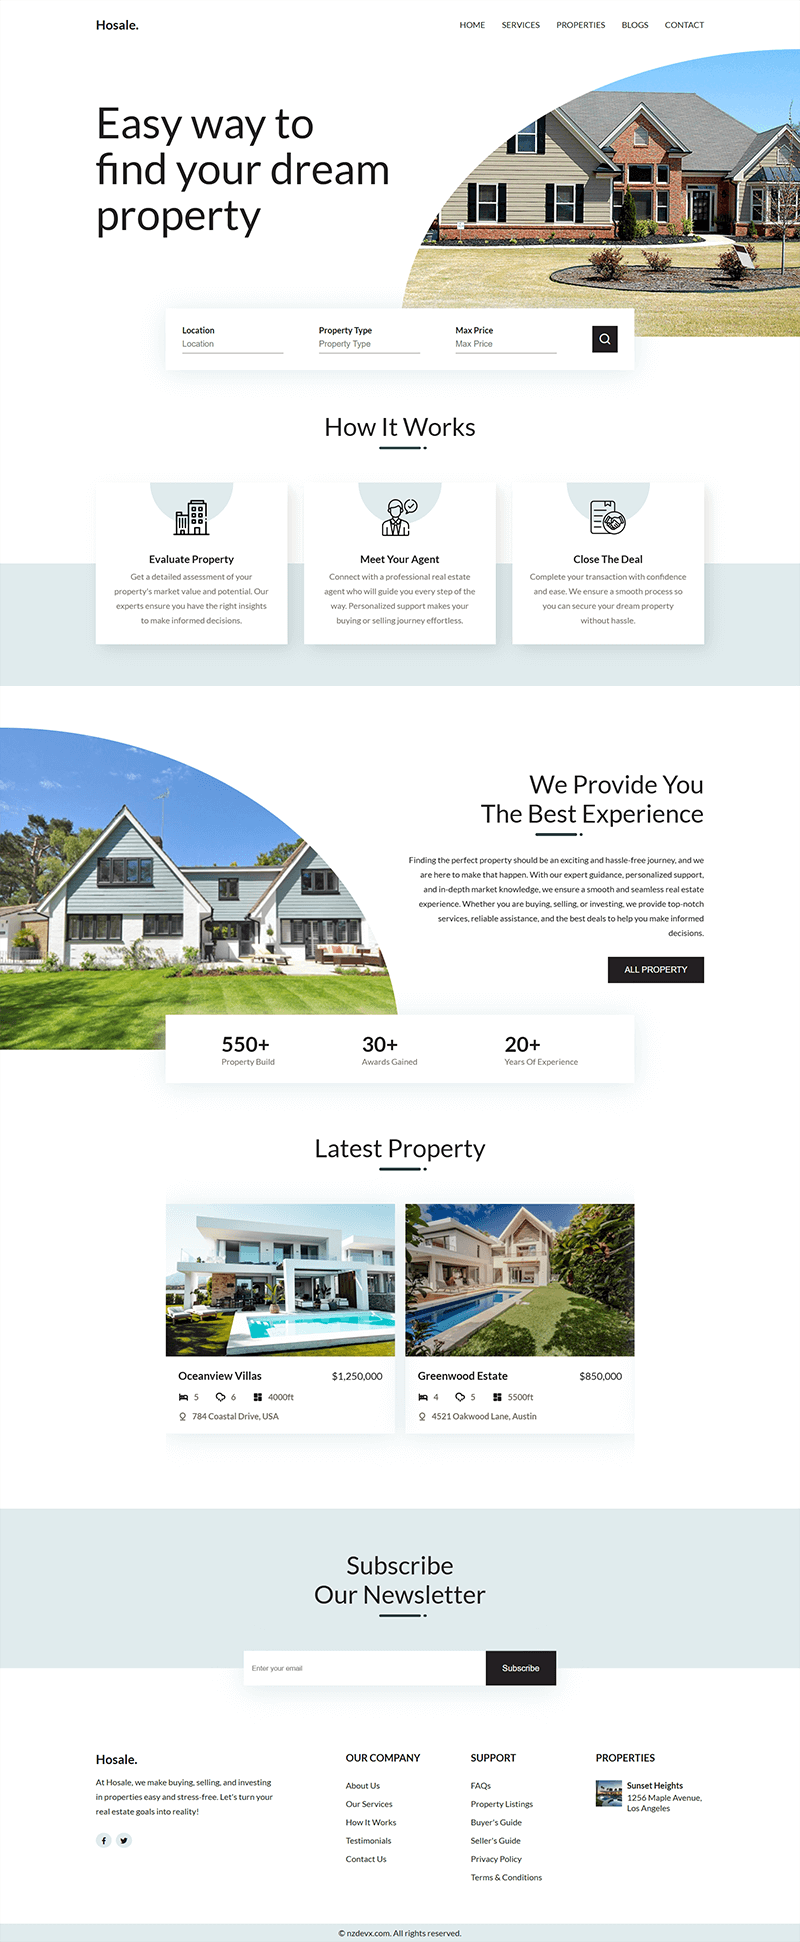 Hosale.
HOME SERVICES PROPERTIES BLOGS CONTACT
Easy way to
find your dream
property
Location
Location
Property Type
Property Type
Max Price
Max Price
How It Works
Evaluate Property
Get a detailed assessment of your
property's market value and potential. Our
experts ensure you have the right insights
to make informed decisions.
Meet Your Agent
Connect with a professional real estate
agent who will guide you every step of the
way. Personalized support makes your
buying or selling journey effortless.
Close The Deal
Complete your transaction with confidence
and ease. We ensure a smooth process so
you can secure your dream property
without hassle.
We Provide You
The Best Experience
Finding the perfect property should be an exciting and hassle-free journey, and we
are here to make that happen. With our expert guidance, personalized support,
and in-depth market knowledge, we ensure a smooth and seamless real estate
experience. Whether you are buying, selling, or investing, we provide top-notch
services, reliable assistance, and the best deals to help you make informed
decisions.
ALL PROPERTY
550+
Property Build
30+
Awards Gained
20+
Years Of Experience
Latest Property
Oceanview Villas $1,250,000
5 6 4000ft
784 Coastal Drive, USA
Greenwood Estate $850,000
4 5 5500ft
4521 Oakwood Lane, Austin
Subscribe
Our Newsletter
Enter your email
Subscribe
Hosale.
At Hosale, we make buying, selling, and investing
in properties easy and stress-free. Let's turn your
real estate goals into reality!
OUR COMPANY
About Us
Our Services
How It Works
Testimonials
Contact Us
SUPPORT
FAQs
Property Listings
Buyer's Guide
Seller's Guide
Privacy Policy
Terms & Conditions
PROPERTIES
Sunset Heights
1256 Maple Avenue,
Los Angeles
© nzdevx.com. All rights reserved.